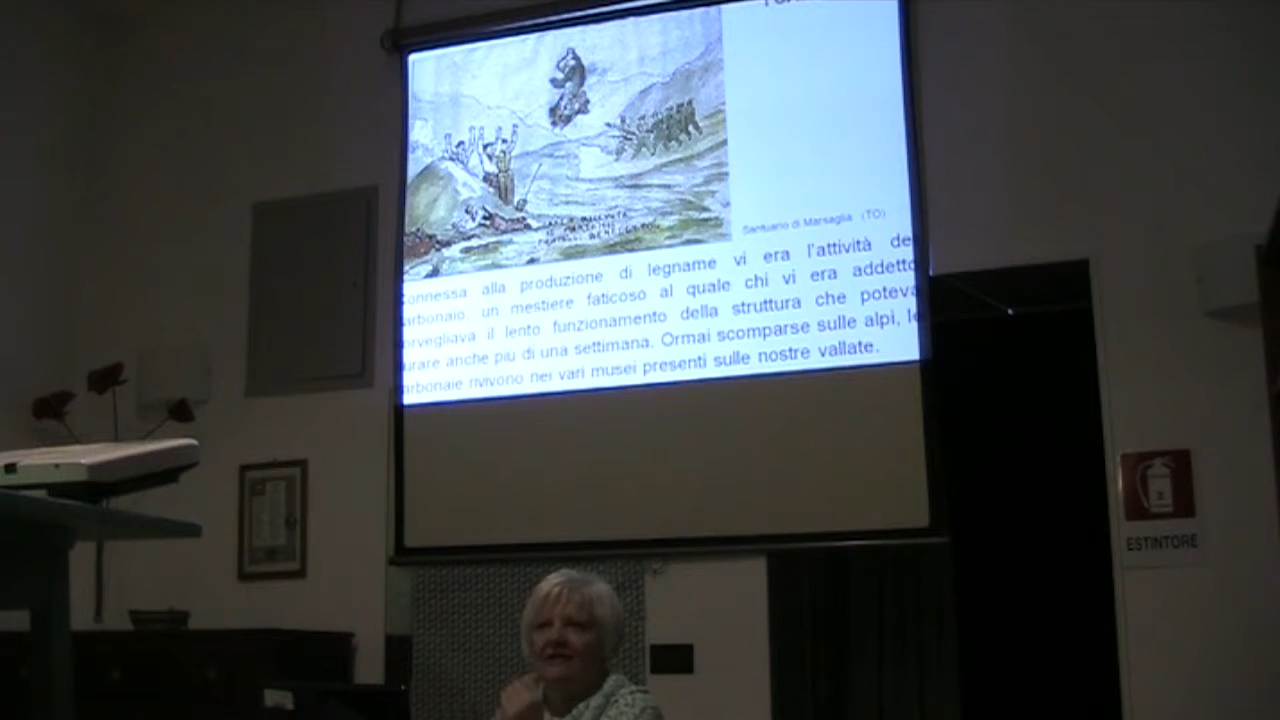 Santuario di Marsaglia (TO)
onnessa alla produzione di legname vi era l'attività de
arbonaio, un mestiere faticoso al quale chi vi era addetto
orvegliava il lento funzionamento della struttura che poteva
urare anche più di una settimana. Ormai scomparse sulle alpi, le
arbonaie rivivono nei vari musei presenti sulle nostre vallate.
ESTINTORE